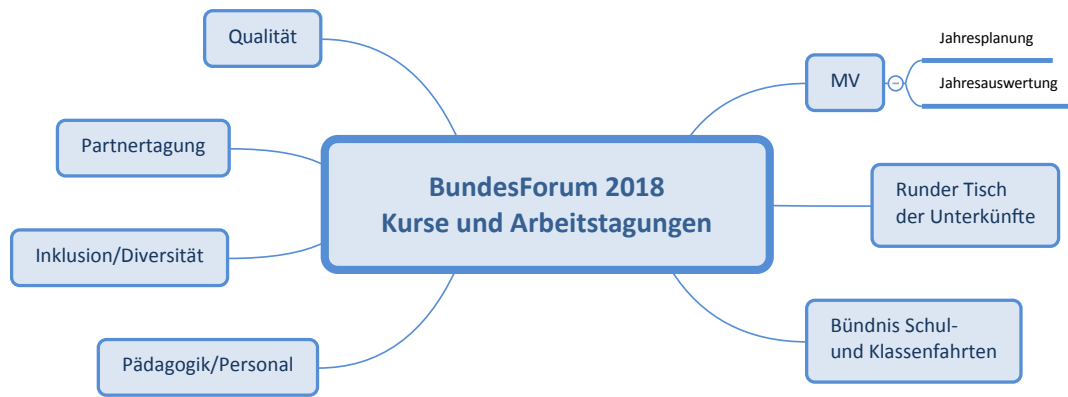 BundesForum 2018
Kurse und Arbeitstagungen
Qualität
Partnertagung
Inklusion/Diversität
Pädagogik/Personal
MV
Jahresplanung
Jahresauswertung
Runder Tisch
der Unterkünfte
Bündnis Schul-
und Klassenfahrten